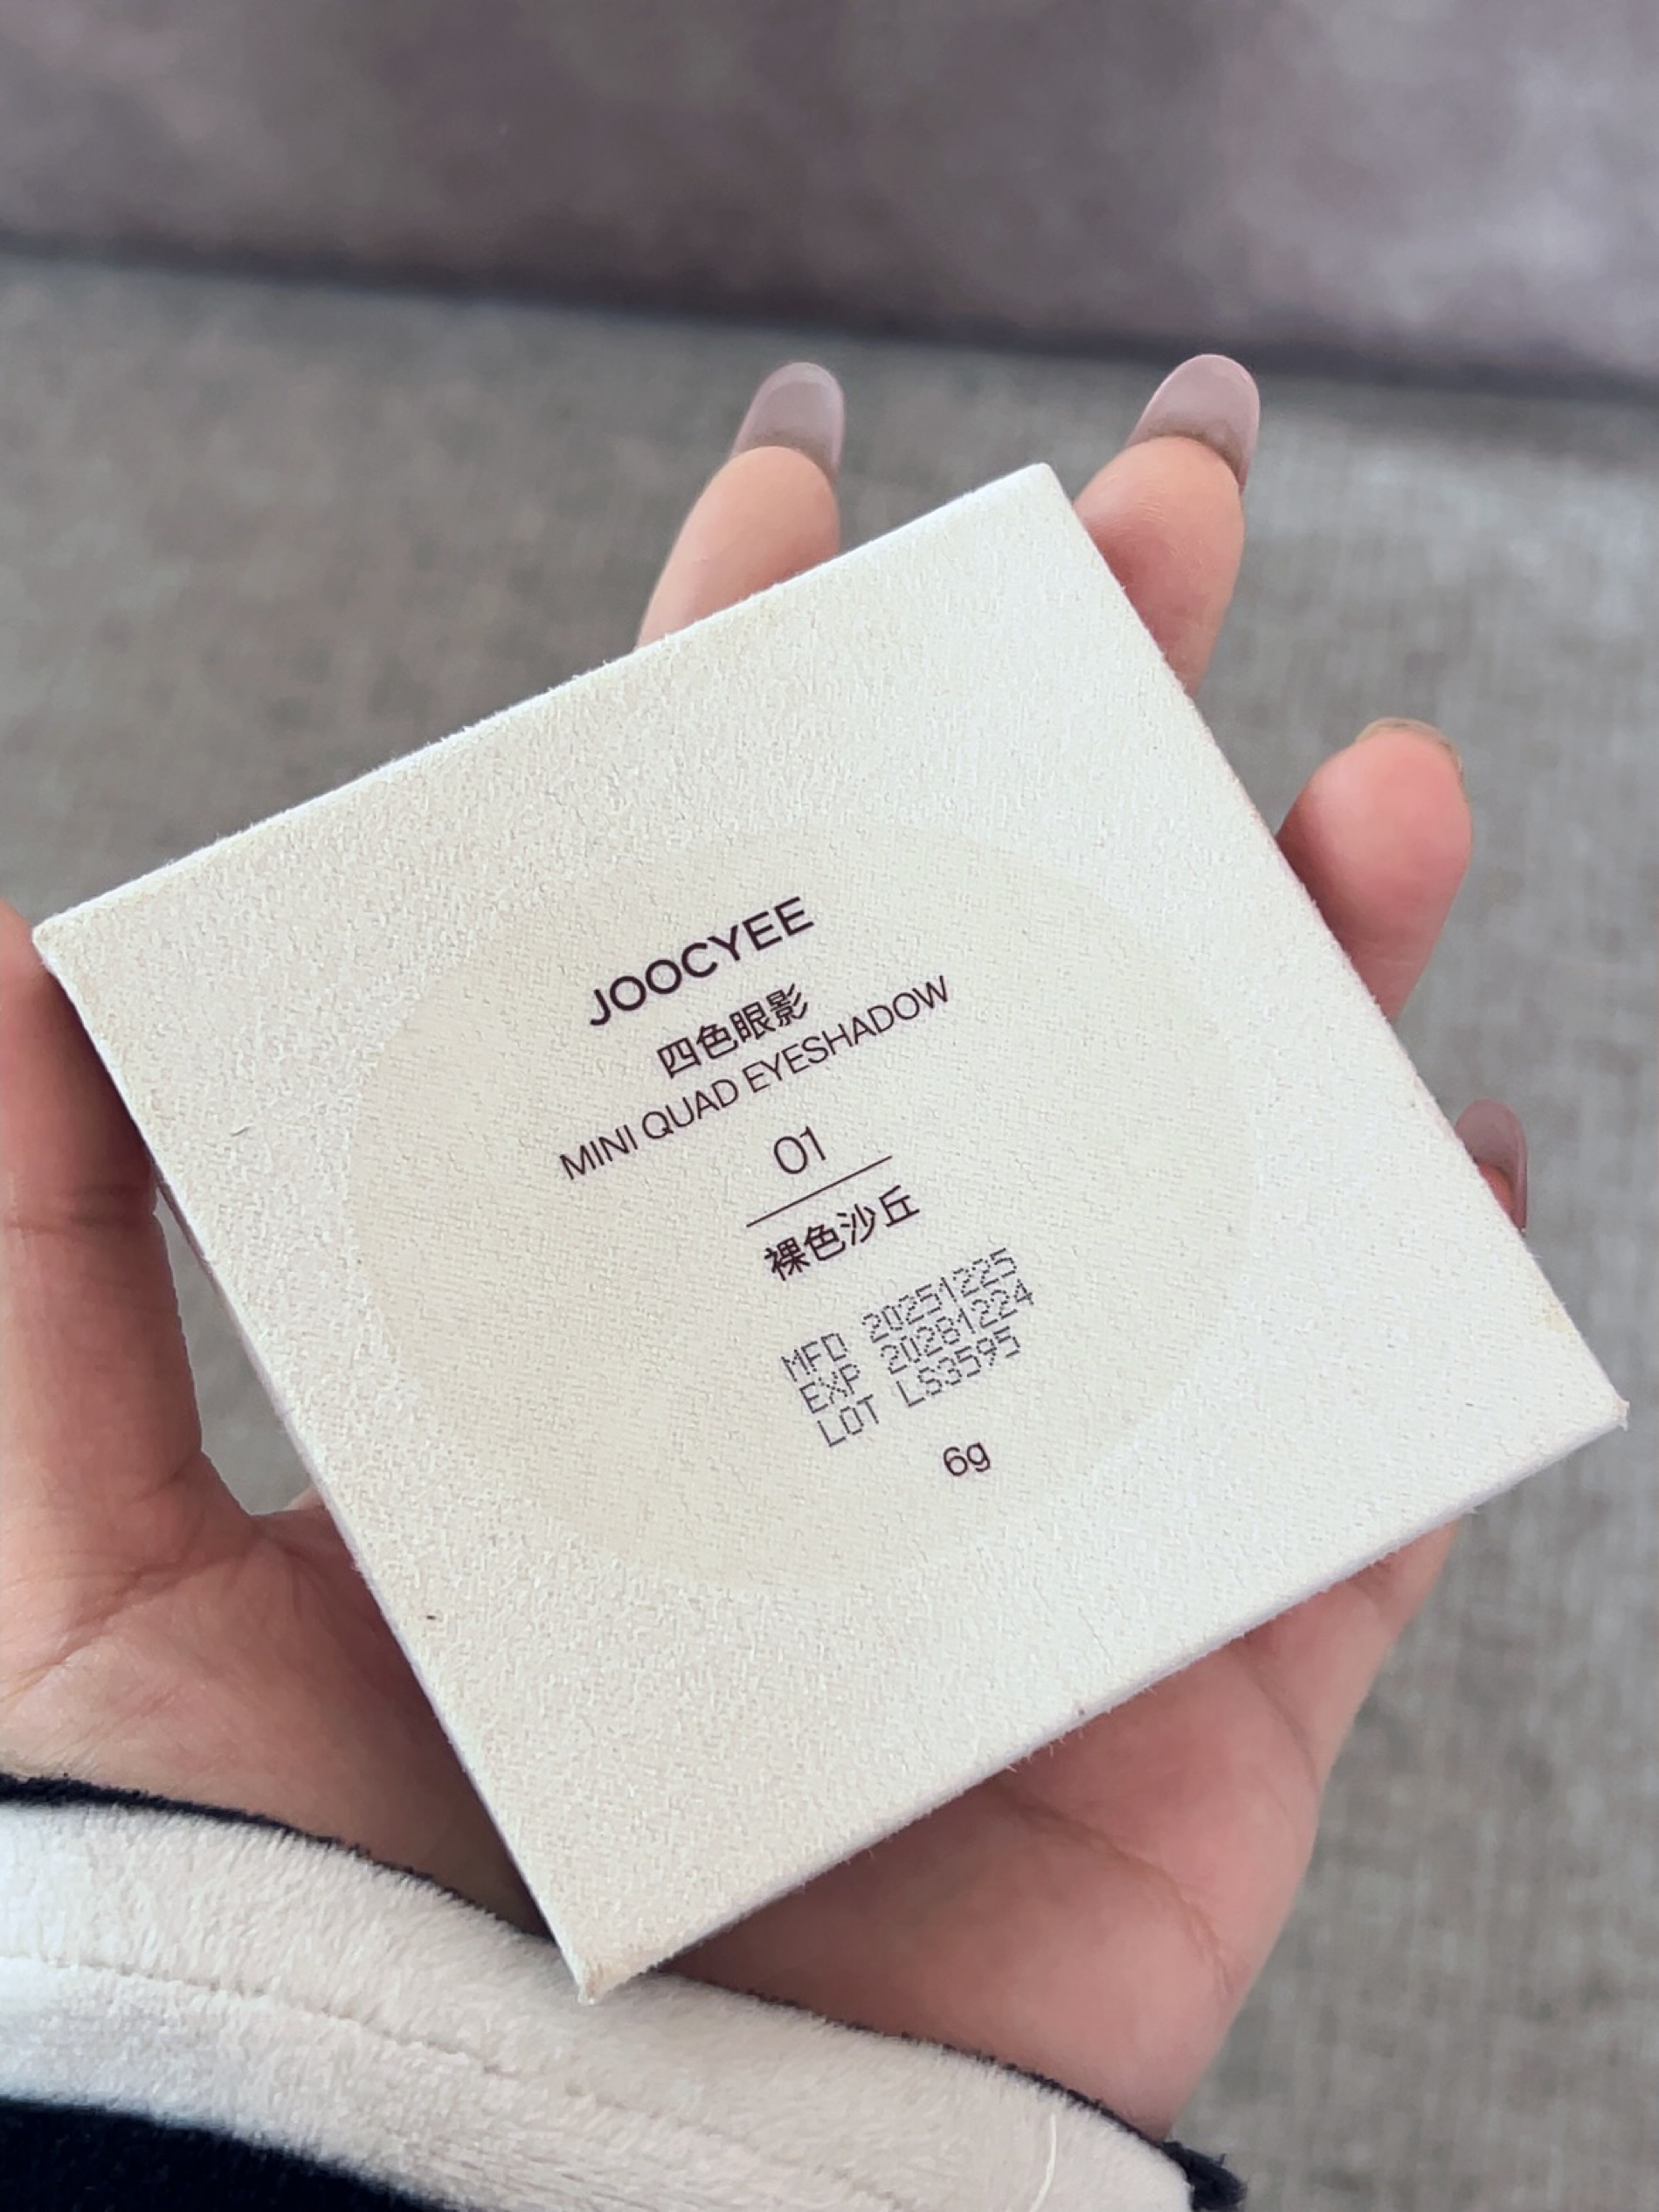 JOOCYEE
四色眼影
MINI QUAD EYESHADOW
01
裸色沙丘
MFD 20251225
EXP 20281224
LOT LS3595
6g